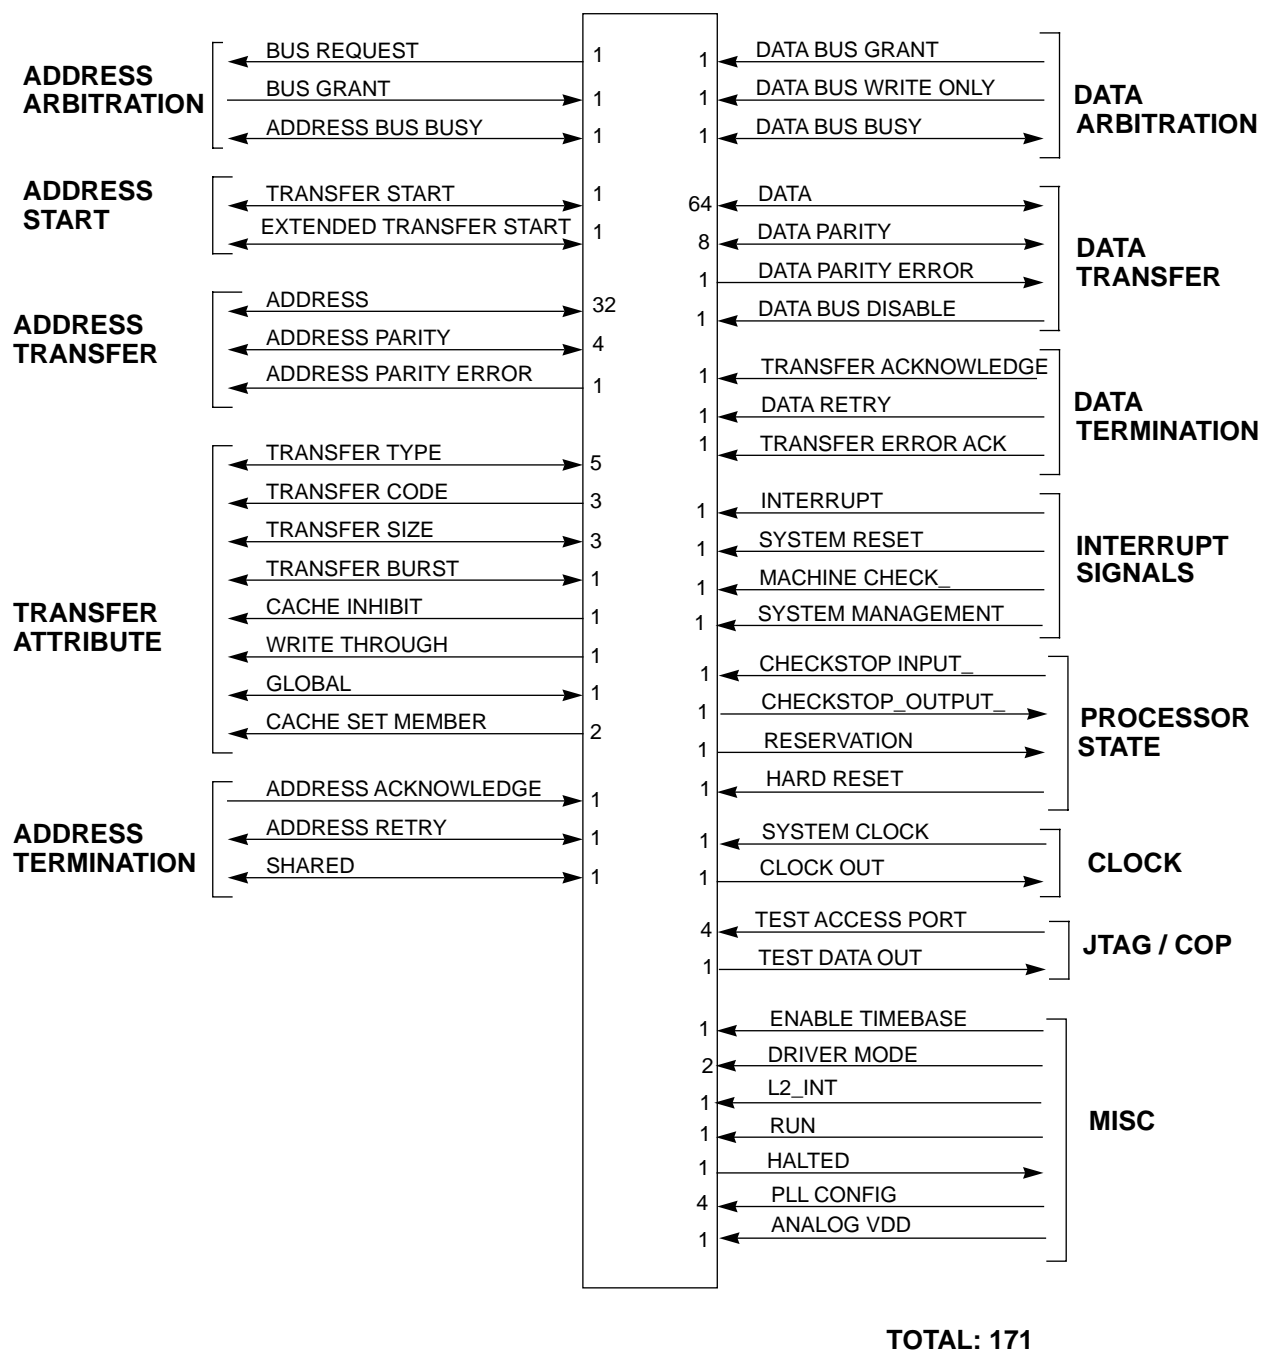 ADDRESS
ARBITRATION
BUS REQUEST 1
BUS GRANT 1
ADDRESS BUS BUSY 1
ADDRESS
START
TRANSFER START 1
EXTENDED TRANSFER START 1
ADDRESS
TRANSFER
ADDRESS 32
ADDRESS PARITY 4
ADDRESS PARITY ERROR 1
TRANSFER
ATTRIBUTE
TRANSFER TYPE 5
TRANSFER CODE 3
TRANSFER SIZE 3
TRANSFER BURST 1
CACHE INHIBIT 1
WRITE THROUGH 1
GLOBAL 1
CACHE SET MEMBER 2
ADDRESS
TERMINATION
ADDRESS ACKNOWLEDGE 1
ADDRESS RETRY 1
SHARED 1
1 DATA BUS GRANT
1 DATA BUS WRITE ONLY
1 DATA BUS BUSY
DATA
ARBITRATION
64 DATA
8 DATA PARITY
1 DATA PARITY ERROR
1 DATA BUS DISABLE
DATA
TRANSFER
1 TRANSFER ACKNOWLEDGE
1 DATA RETRY
1 TRANSFER ERROR ACK
DATA
TERMINATION
1 INTERRUPT
1 SYSTEM RESET
1 MACHINE CHECK_
1 SYSTEM MANAGEMENT
INTERRUPT
SIGNALS
1 CHECKSTOP INPUT_
1 CHECKSTOP_OUTPUT_
1 RESERVATION
1 HARD RESET
PROCESSOR
STATE
1 SYSTEM CLOCK
1 CLOCK OUT
CLOCK
4 TEST ACCESS PORT
1 TEST DATA OUT
JTAG / COP
1 ENABLE TIMEBASE
2 DRIVER MODE
1 L2_INT
1 RUN
1 HALTED
4 PLL CONFIG
1 ANALOG VDD
MISC
TOTAL: 171